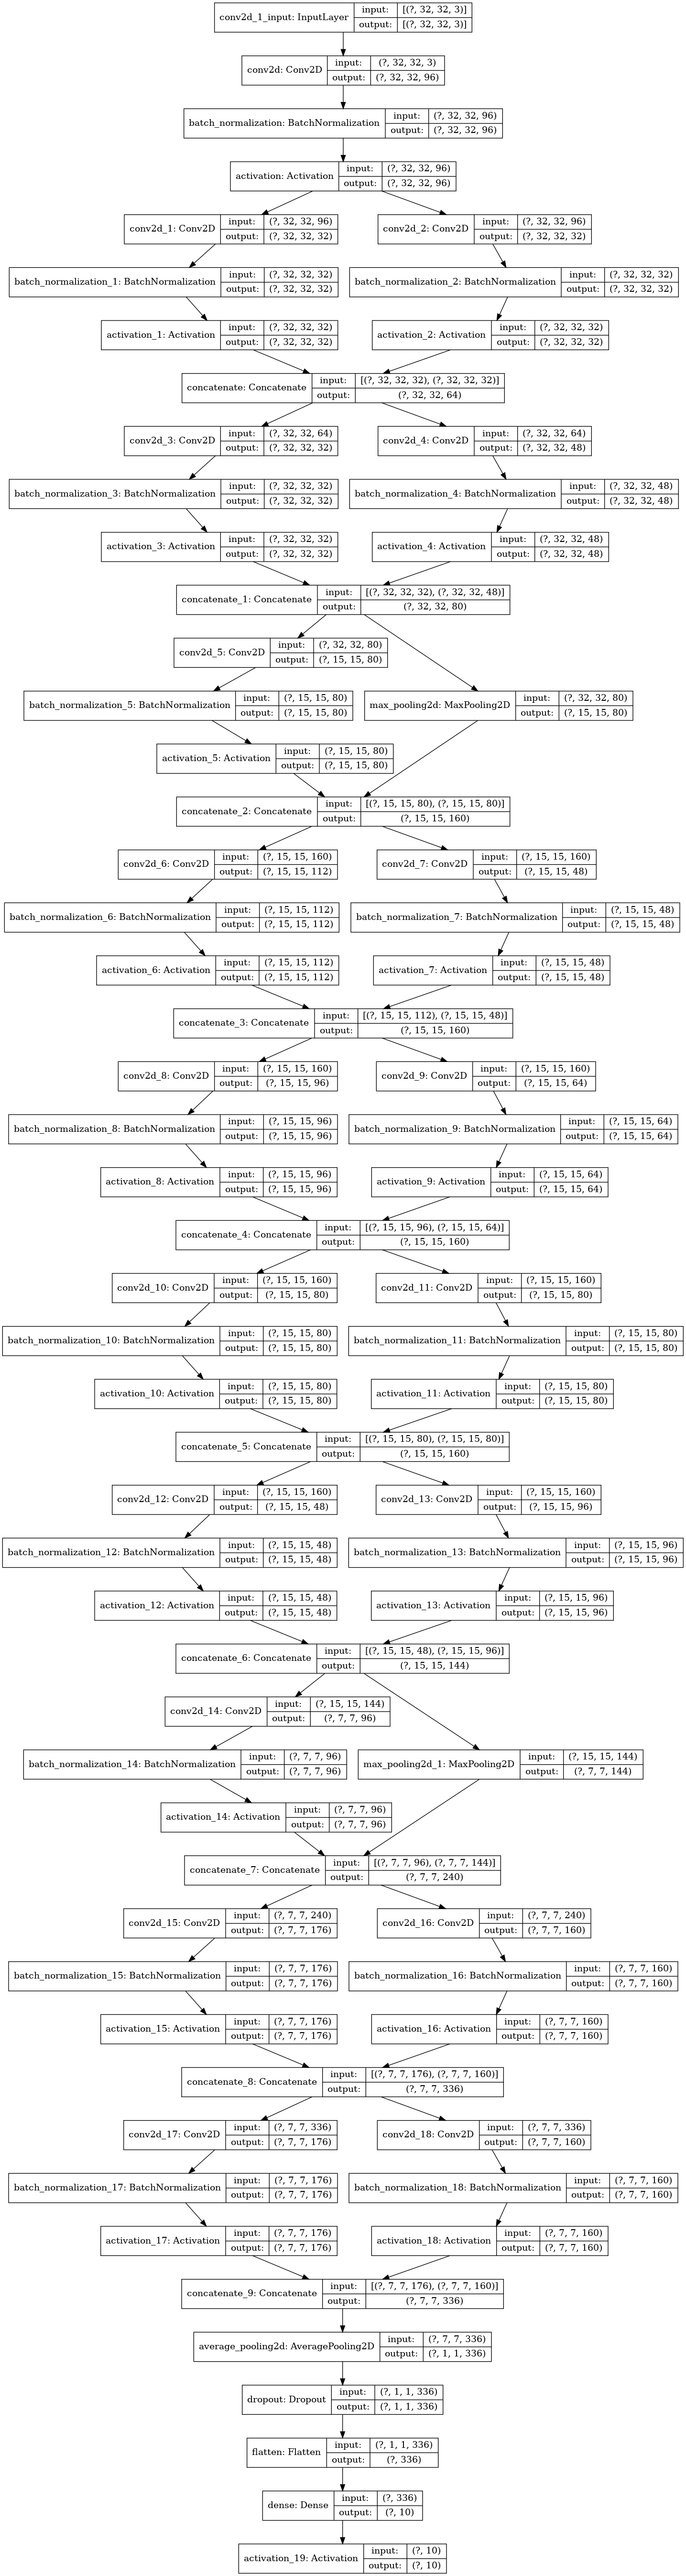 conv2d_1_input: InputLayer input: [(?, 32, 32, 3)]
output: [(?, 32, 32, 3)]
conv2d: Conv2D input: (?, 32, 32, 3)
output: (?, 32, 32, 96)
batch_normalization: BatchNormalization input: (?, 32, 32, 96)
output: (?, 32, 32, 96)
activation: Activation input: (?, 32, 32, 96)
output: (?, 32, 32, 96)
conv2d_1: Conv2D input: (?, 32, 32, 96)
output: (?, 32, 32, 32)
conv2d_2: Conv2D input: (?, 32, 32, 96)
output: (?, 32, 32, 32)
batch_normalization_1: BatchNormalization input: (?, 32, 32, 32)
output: (?, 32, 32, 32)
batch_normalization_2: BatchNormalization input: (?, 32, 32, 32)
output: (?, 32, 32, 32)
activation_1: Activation input: (?, 32, 32, 32)
output: (?, 32, 32, 32)
activation_2: Activation input: (?, 32, 32, 32)
output: (?, 32, 32, 32)
concatenate: Concatenate input: [(?, 32, 32, 32), (?, 32, 32, 32)]
output: (?, 32, 32, 64)
conv2d_3: Conv2D input: (?, 32, 32, 64)
output: (?, 32, 32, 32)
conv2d_4: Conv2D input: (?, 32, 32, 64)
output: (?, 32, 32, 48)
batch_normalization_3: BatchNormalization input: (?, 32, 32, 32)
output: (?, 32, 32, 32)
batch_normalization_4: BatchNormalization input: (?, 32, 32, 48)
output: (?, 32, 32, 48)
activation_3: Activation input: (?, 32, 32, 32)
output: (?, 32, 32, 32)
activation_4: Activation input: (?, 32, 32, 48)
output: (?, 32, 32, 48)
concatenate_1: Concatenate input: [(?, 32, 32, 32), (?, 32, 32, 48)]
output: (?, 32, 32, 80)
conv2d_5: Conv2D input: (?, 32, 32, 80)
output: (?, 15, 15, 80)
batch_normalization_5: BatchNormalization input: (?, 15, 15, 80)
output: (?, 15, 15, 80)
max_pooling2d: MaxPooling2D input: (?, 32, 32, 80)
output: (?, 15, 15, 80)
activation_5: Activation input: (?, 15, 15, 80)
output: (?, 15, 15, 80)
concatenate_2: Concatenate input: [(?, 15, 15, 80), (?, 15, 15, 80)]
output: (?, 15, 15, 160)
conv2d_6: Conv2D input: (?, 15, 15, 160)
output: (?, 15, 15, 112)
conv2d_7: Conv2D input: (?, 15, 15, 160)
output: (?, 15, 15, 48)
batch_normalization_6: BatchNormalization input: (?, 15, 15, 112)
output: (?, 15, 15, 112)
batch_normalization_7: BatchNormalization input: (?, 15, 15, 48)
output: (?, 15, 15, 48)
activation_6: Activation input: (?, 15, 15, 112)
output: (?, 15, 15, 112)
activation_7: Activation input: (?, 15, 15, 48)
output: (?, 15, 15, 48)
concatenate_3: Concatenate input: [(?, 15, 15, 112), (?, 15, 15, 48)]
output: (?, 15, 15, 160)
conv2d_8: Conv2D input: (?, 15, 15, 160)
output: (?, 15, 15, 96)
conv2d_9: Conv2D input: (?, 15, 15, 160)
output: (?, 15, 15, 64)
batch_normalization_8: BatchNormalization input: (?, 15, 15, 96)
output: (?, 15, 15, 96)
batch_normalization_9: BatchNormalization input: (?, 15, 15, 64)
output: (?, 15, 15, 64)
activation_8: Activation input: (?, 15, 15, 96)
output: (?, 15, 15, 96)
activation_9: Activation input: (?, 15, 15, 64)
output: (?, 15, 15, 64)
concatenate_4: Concatenate input: [(?, 15, 15, 96), (?, 15, 15, 64)]
output: (?, 15, 15, 160)
conv2d_10: Conv2D input: (?, 15, 15, 160)
output: (?, 15, 15, 80)
conv2d_11: Conv2D input: (?, 15, 15, 160)
output: (?, 15, 15, 80)
batch_normalization_10: BatchNormalization input: (?, 15, 15, 80)
output: (?, 15, 15, 80)
batch_normalization_11: BatchNormalization input: (?, 15, 15, 80)
output: (?, 15, 15, 80)
activation_10: Activation input: (?, 15, 15, 80)
output: (?, 15, 15, 80)
activation_11: Activation input: (?, 15, 15, 80)
output: (?, 15, 15, 80)
concatenate_5: Concatenate input: [(?, 15, 15, 80), (?, 15, 15, 80)]
output: (?, 15, 15, 160)
conv2d_12: Conv2D input: (?, 15, 15, 160)
output: (?, 15, 15, 48)
conv2d_13: Conv2D input: (?, 15, 15, 160)
output: (?, 15, 15, 96)
batch_normalization_12: BatchNormalization input: (?, 15, 15, 48)
output: (?, 15, 15, 48)
batch_normalization_13: BatchNormalization input: (?, 15, 15, 96)
output: (?, 15, 15, 96)
activation_12: Activation input: (?, 15, 15, 48)
output: (?, 15, 15, 48)
activation_13: Activation input: (?, 15, 15, 96)
output: (?, 15, 15, 96)
concatenate_6: Concatenate input: [(?, 15, 15, 48), (?, 15, 15, 96)]
output: (?, 15, 15, 144)
conv2d_14: Conv2D input: (?, 15, 15, 144)
output: (?, 7, 7, 96)
batch_normalization_14: BatchNormalization input: (?, 7, 7, 96)
output: (?, 7, 7, 96)
max_pooling2d_1: MaxPooling2D input: (?, 15, 15, 144)
output: (?, 7, 7, 144)
activation_14: Activation input: (?, 7, 7, 96)
output: (?, 7, 7, 96)
concatenate_7: Concatenate input: [(?, 7, 7, 96), (?, 7, 7, 144)]
output: (?, 7, 7, 240)
conv2d_15: Conv2D input: (?, 7, 7, 240)
output: (?, 7, 7, 176)
conv2d_16: Conv2D input: (?, 7, 7, 240)
output: (?, 7, 7, 160)
batch_normalization_15: BatchNormalization input: (?, 7, 7, 176)
output: (?, 7, 7, 176)
batch_normalization_16: BatchNormalization input: (?, 7, 7, 160)
output: (?, 7, 7, 160)
activation_15: Activation input: (?, 7, 7, 176)
output: (?, 7, 7, 176)
activation_16: Activation input: (?, 7, 7, 160)
output: (?, 7, 7, 160)
concatenate_8: Concatenate input: [(?, 7, 7, 176), (?, 7, 7, 160)]
output: (?, 7, 7, 336)
conv2d_17: Conv2D input: (?, 7, 7, 336)
output: (?, 7, 7, 176)
conv2d_18: Conv2D input: (?, 7, 7, 336)
output: (?, 7, 7, 160)
batch_normalization_17: BatchNormalization input: (?, 7, 7, 176)
output: (?, 7, 7, 176)
batch_normalization_18: BatchNormalization input: (?, 7, 7, 160)
output: (?, 7, 7, 160)
activation_17: Activation input: (?, 7, 7, 176)
output: (?, 7, 7, 176)
activation_18: Activation input: (?, 7, 7, 160)
output: (?, 7, 7, 160)
concatenate_9: Concatenate input: [(?, 7, 7, 176), (?, 7, 7, 160)]
output: (?, 7, 7, 336)
average_pooling2d: AveragePooling2D input: (?, 7, 7, 336)
output: (?, 1, 1, 336)
dropout: Dropout input: (?, 1, 1, 336)
output: (?, 1, 1, 336)
flatten: Flatten input: (?, 1, 1, 336)
output: (?, 336)
dense: Dense input: (?, 336)
output: (?, 10)
activation_19: Activation input: (?, 10)
output: (?, 10)